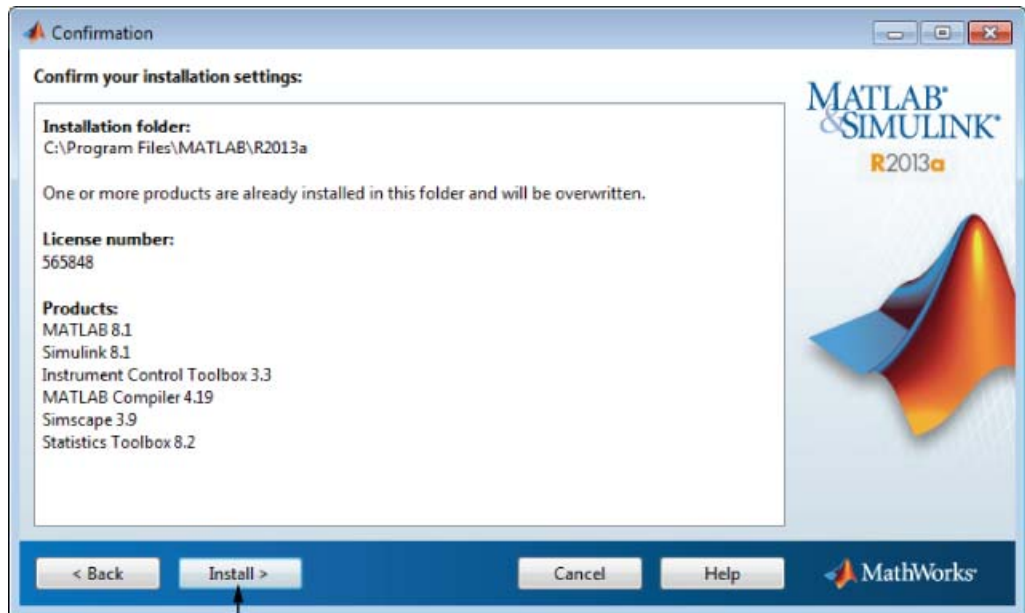 Confirmation
Confirm your installation settings:
Installation folder:
C:\Program Files\MATLAB\R2013a
One or more products are already installed in this folder and will be overwritten.
License number:
565848
Products:
MATLAB 8.1
Simulink 8.1
Instrument Control Toolbox 3.3
MATLAB Compiler 4.19
Simscape 3.9
Statistics Toolbox 8.2
MATLAB®
&SIMULINK®
R2013a
< Back
Install >
Cancel
Help
MathWorks®